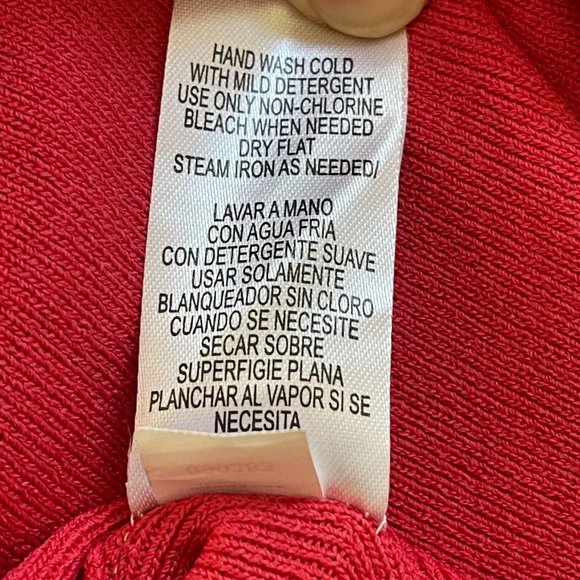 HAND WASH COLD
WITH MILD DETERGENT
USE ONLY NON-CHLORINE
BLEACH WHEN NEEDED
DRY FLAT
STEAM IRON AS NEEDED/
LAVAR A MANO
CON AGUA FRIA
CON DETERGENTE SUAVE
USAR SOLAMENTE
BLANQUEADOR SIN CLORO
CUANDO SE NECESITE
SECAR SOBRE
SUPERFIGIE PLANA
PLANCHAR AL VAPOR SI SE
NECESITA